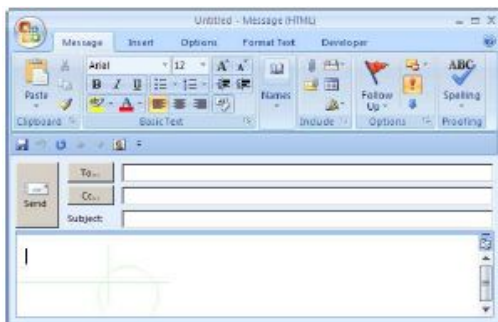 Untitled - Message (HTML)
Message Insert Options Format Text Developer
Arial 12 A A ABC
Paste B I U Names Follow Up Spelling
A
Clipboard Basic Text Include Options Proofing
To...
Send Cc...
Subject: